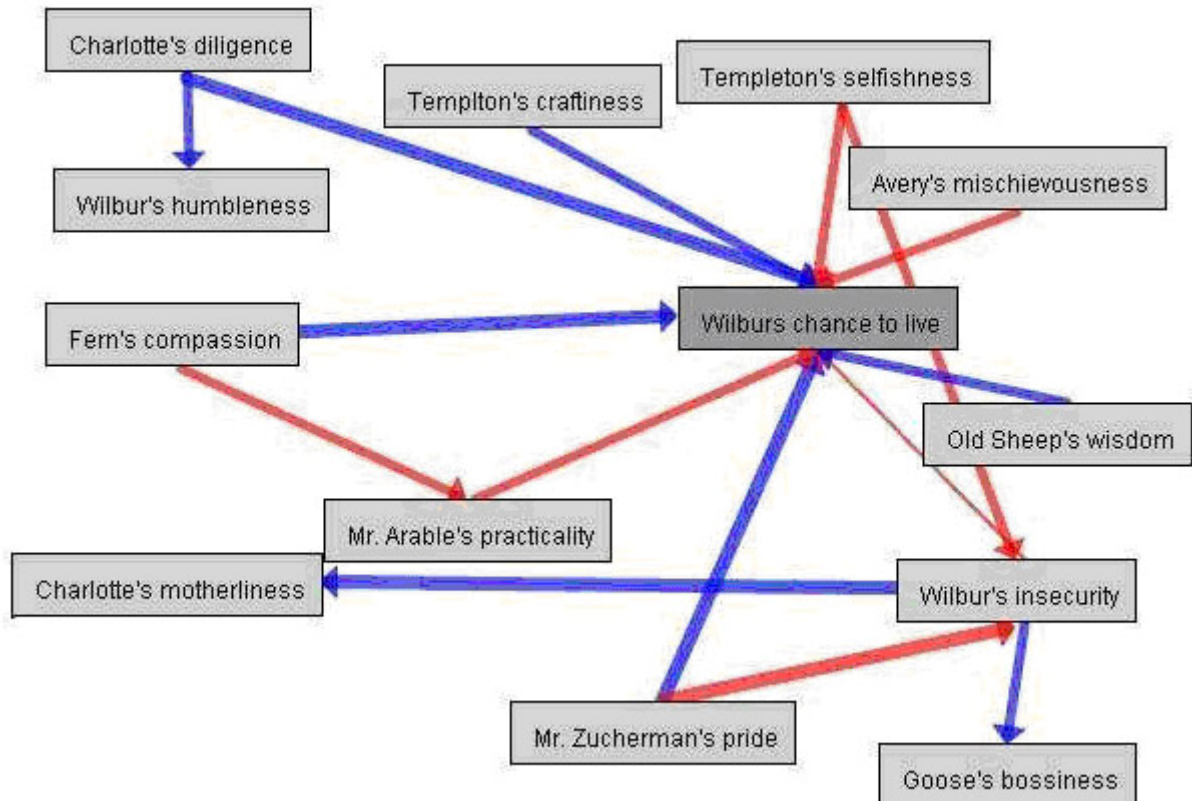 Charlotte's diligence
Templton's craftiness
Templeton's selfishness
Avery's mischievousness
Wilbur's humbleness
Fern's compassion
Wilburs chance to live
Old Sheep's wisdom
Mr. Arable's practicality
Charlotte's motherliness
Wilbur's insecurity
Mr. Zucherman's pride
Goose's bossiness